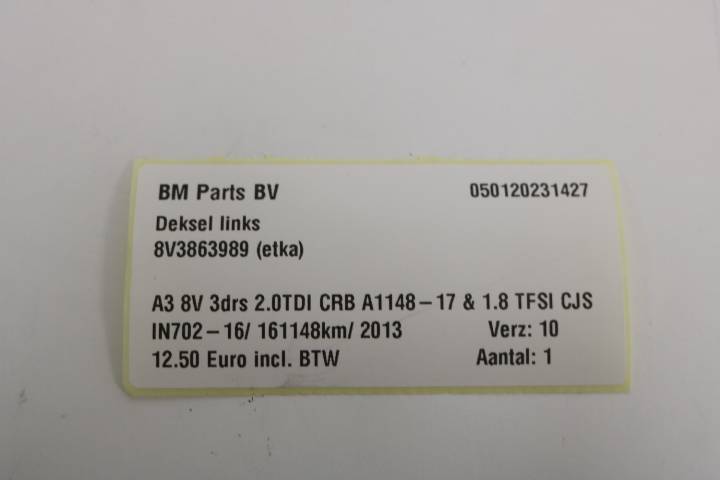 BM Parts BV 050120231427
Deksel links
8V3863989 (etka)
A3 8V 3drs 2.0TDI CRB A1148-17 & 1.8 TFSI CJS
IN702-16/ 161148km/ 2013 Verz: 10
12.50 Euro incl. BTW Aantal: 1